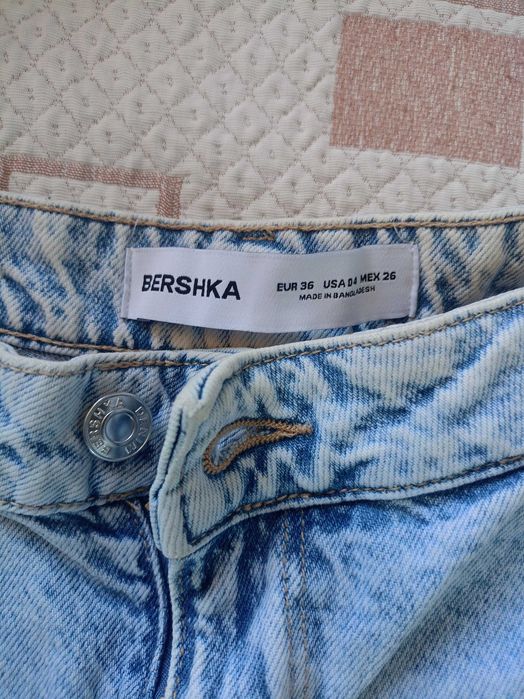 BERSHKA
EUR 36 USA 04 MEX 26
MADE IN BANGLADESH
BERSHKA